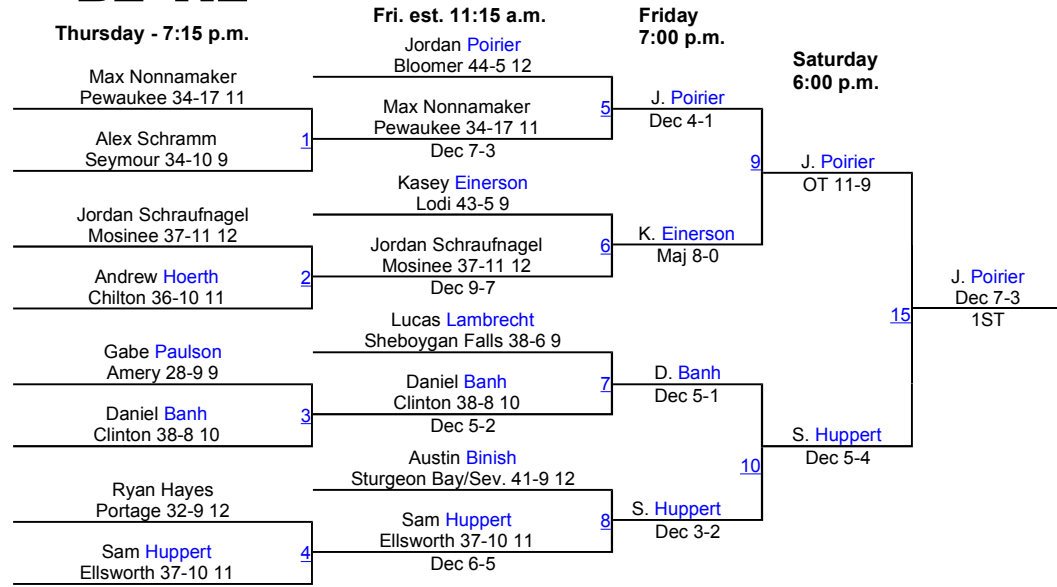 Thursday - 7:15 p.m.
Fri. est. 11:15 a.m.
Friday
7:00 p.m.
Saturday
6:00 p.m.
Max Nonnamaker
Pewaukee 34-17 11
Alex Schramm
Seymour 34-10 9
1
Jordan Schraufnagel
Mosinee 37-11 12
Andrew Hoerth
Chilton 36-10 11
2
Gabe Paulson
Amery 28-9 9
Daniel Banh
Clinton 38-8 10
3
Ryan Hayes
Portage 32-9 12
Sam Huppert
Ellsworth 37-10 11
4
Jordan Poirier
Bloomer 44-5 12
Max Nonnamaker
Pewaukee 34-17 11
Dec 7-3
5
Kasey Einerson
Lodi 43-5 9
Jordan Schraufnagel
Mosinee 37-11 12
Dec 9-7
6
Lucas Lambrecht
Sheboygan Falls 38-6 9
Daniel Banh
Clinton 38-8 10
Dec 5-2
7
Austin Binish
Sturgeon Bay/Sev. 41-9 12
Sam Huppert
Ellsworth 37-10 11
Dec 6-5
8
J. Poirier
Dec 4-1
K. Einerson
Maj 8-0
9
D. Banh
Dec 5-1
S. Huppert
Dec 3-2
10
J. Poirier
OT 11-9
S. Huppert
Dec 5-4
15
J. Poirier
Dec 7-3
1ST